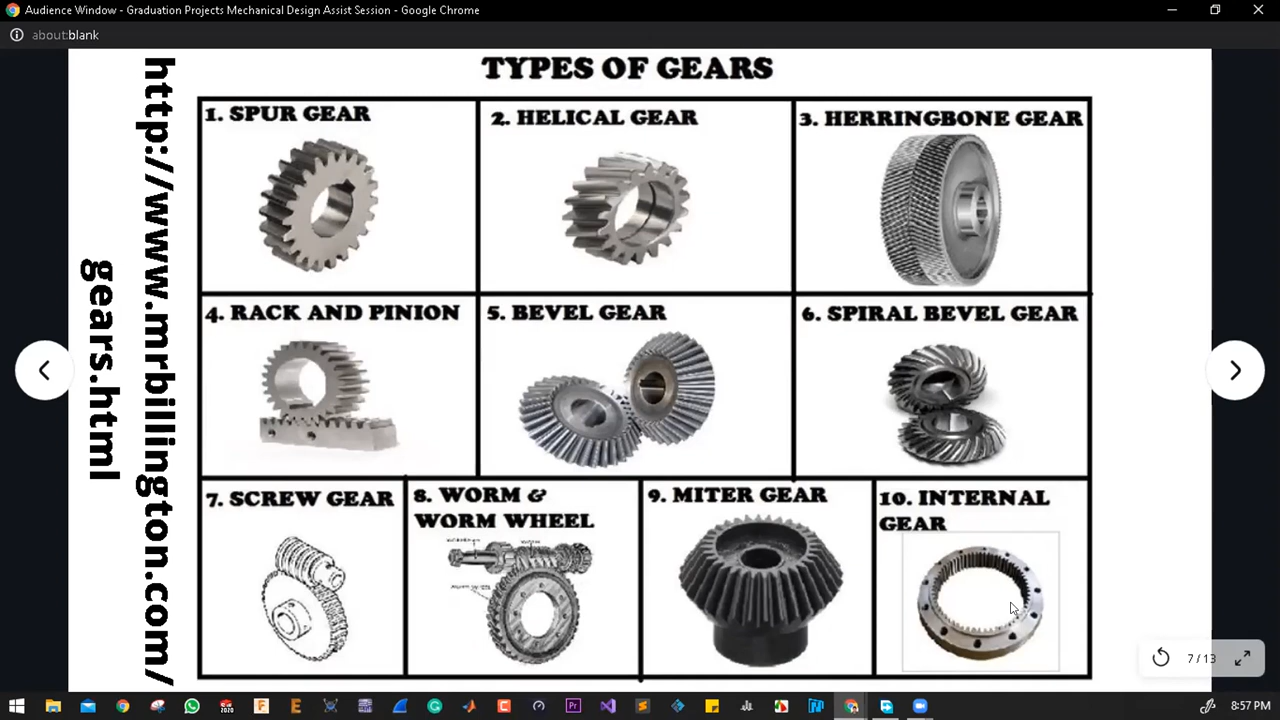 Audience Window - Graduation Projects Mechanical Design Assist Session - Google Chrome
about:blank
TYPES OF GEARS
http://www.mrbillington.com/
gears.html
1. SPUR GEAR
2. HELICAL GEAR
3. HERRINGBONE GEAR
4. RACK AND PINION
5. BEVEL GEAR
6. SPIRAL BEVEL GEAR
7. SCREW GEAR
8. WORM &
WORM WHEEL
9. MITER GEAR
10. INTERNAL
GEAR
7 / 13
8:57 PM